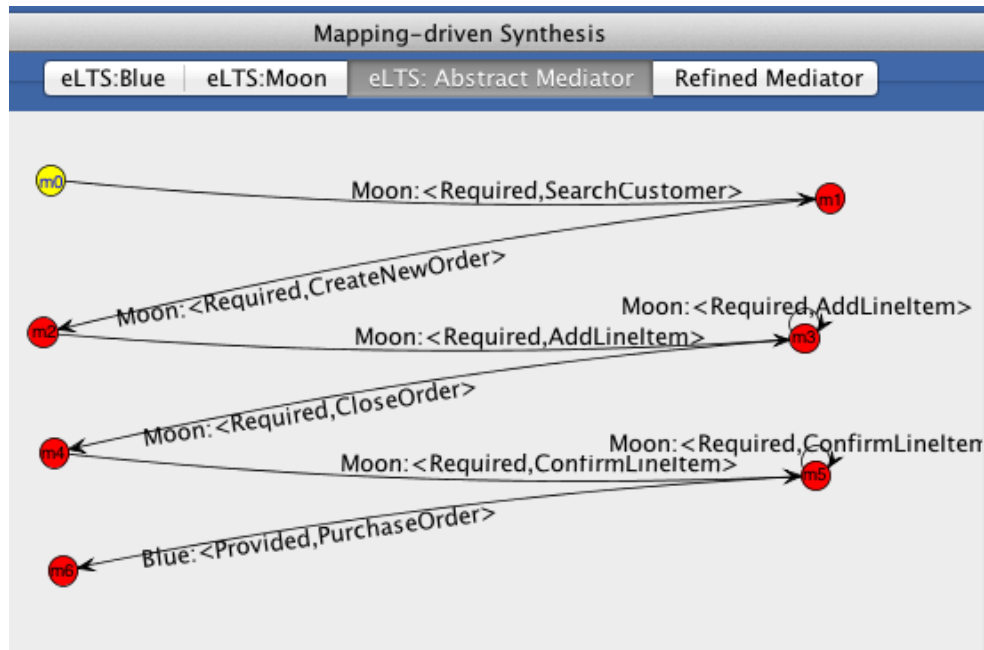 Mapping-driven Synthesis
eLTS:Blue eLTS:Moon eLTS: Abstract Mediator Refined Mediator
m0
Moon:<Required,SearchCustomer>
m1
Moon:<Required,CreateNewOrder>
Moon:<Required,AddLineItem>
m2
Moon:<Required,AddLineItem>
m3
Moon:<Required,CloseOrder>
Moon:<Required,ConfirmLineItem
m4
Moon:<Required,ConfirmLineItem>
m5
Blue:<Provided,PurchaseOrder>
m6